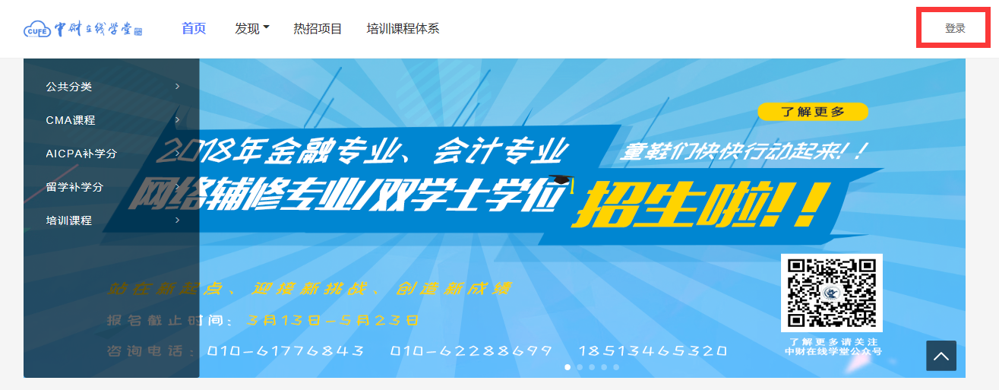 CUFE 中财在线学堂 首页 发现 热招项目 培训课程体系 登录
公共分类
CMA课程
AICPA补学分
留学补学分
培训课程
了解更多
2018年金融专业、会计专业
童鞋们快快行动起来!!
网络辅修专业/双学士学位
招生啦!!
站在新起点、迎接新挑战、创造新成绩
报名截止时间: 3月13日-5月23日
咨询电话: 010-61776843 010-62288699 18513465320
了解更多请关注
中财在线学堂公众号